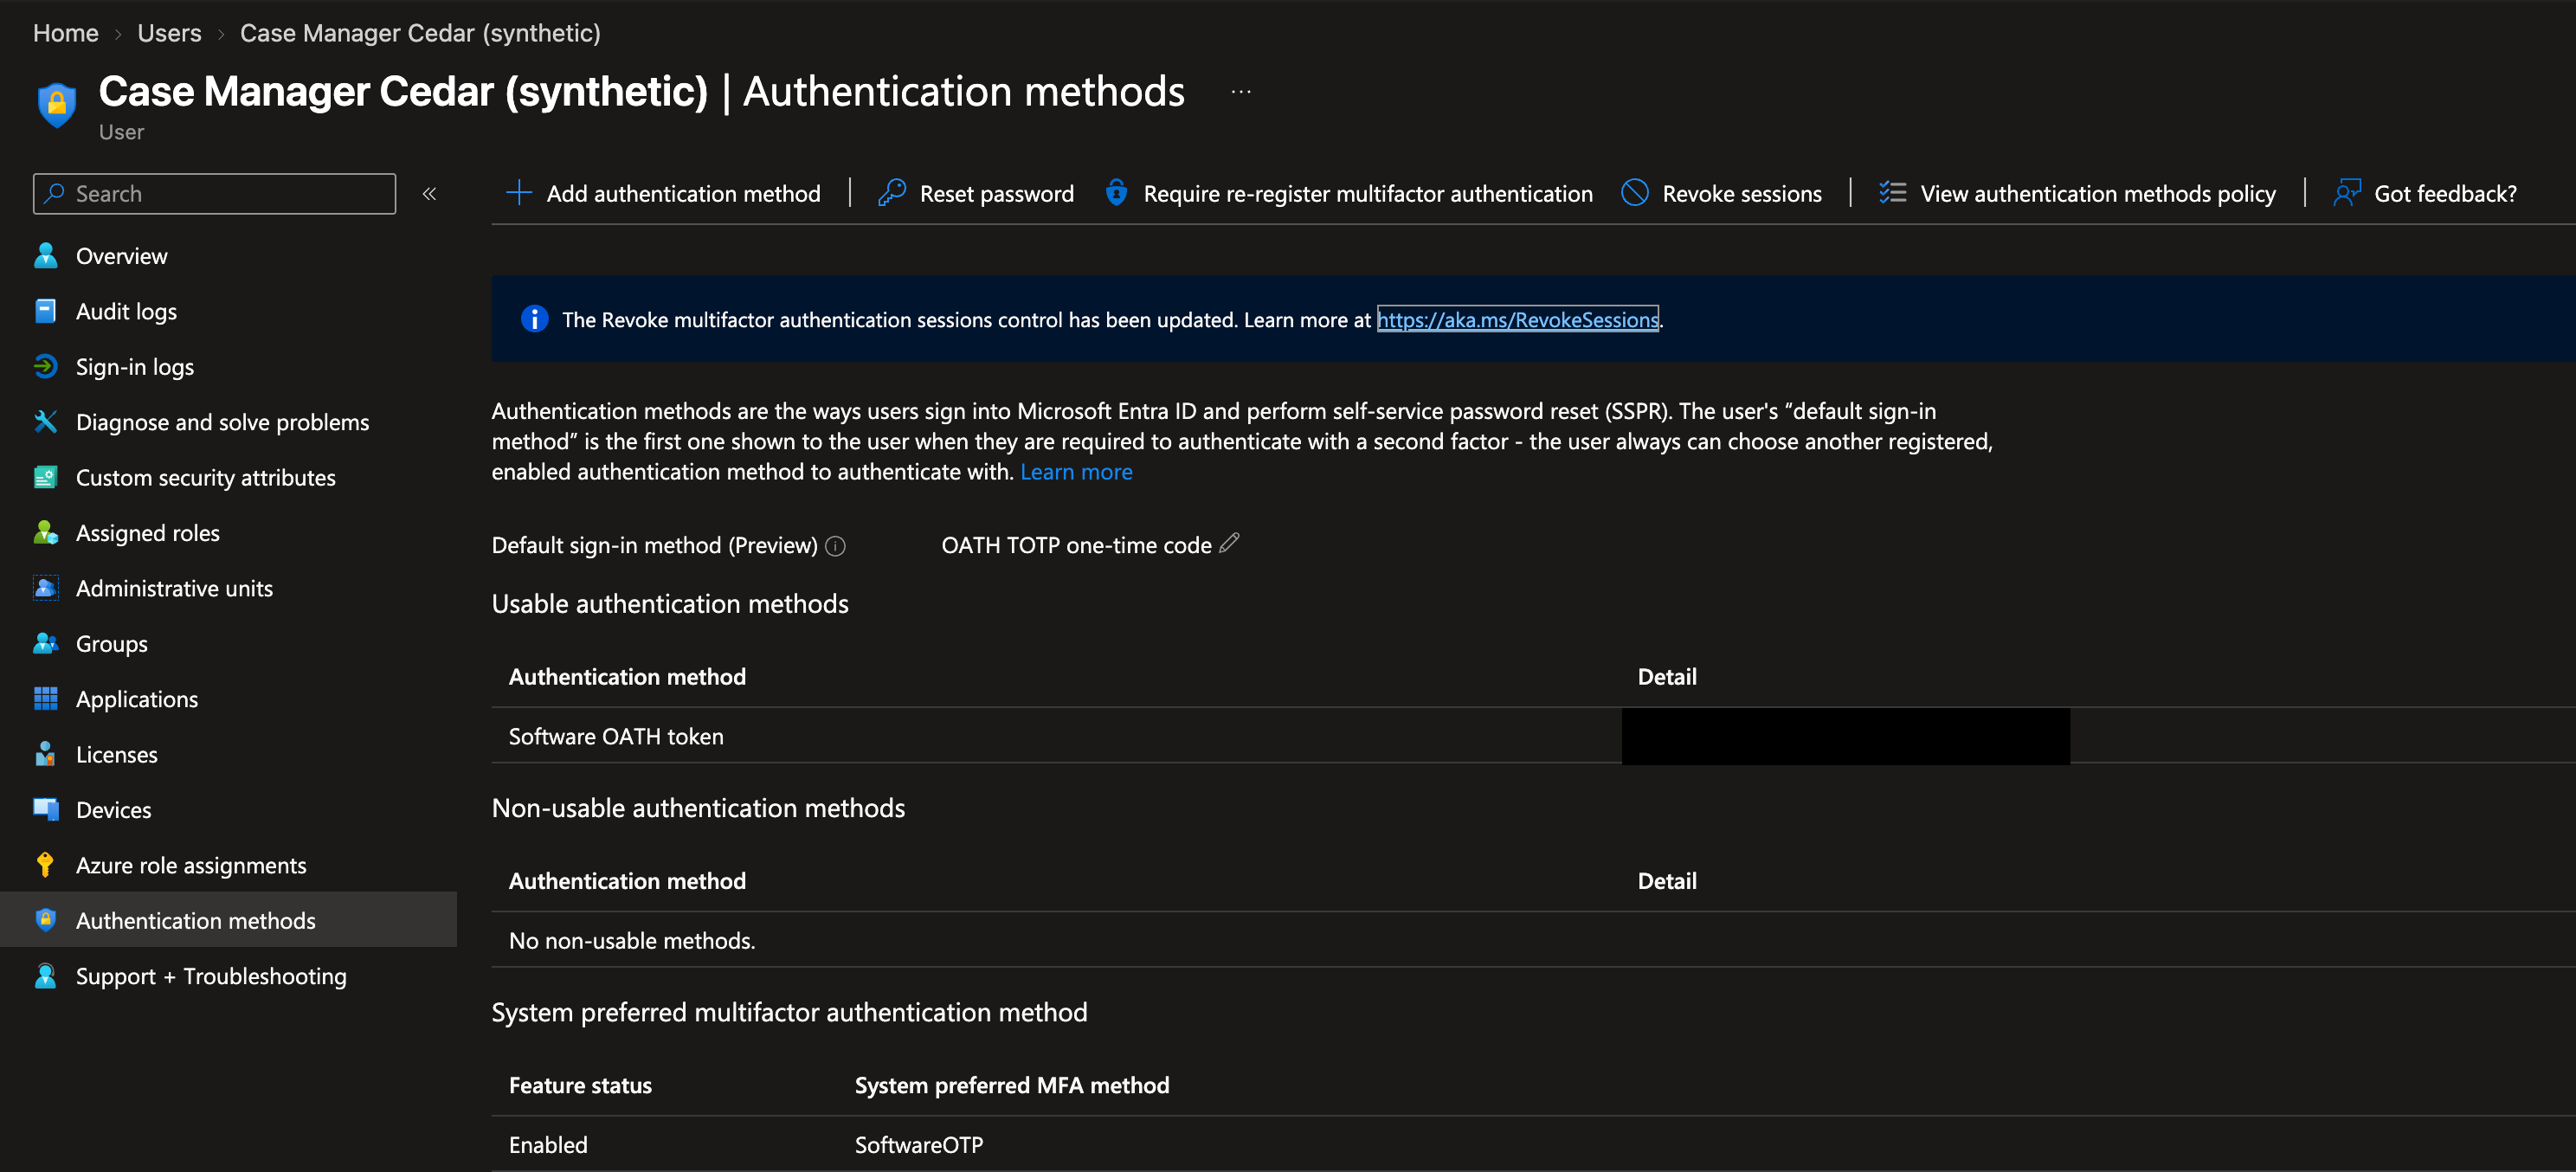 Home > Users > Case Manager Cedar (synthetic)
Case Manager Cedar (synthetic) | Authentication methods ...
User
Search
Overview
Audit logs
Sign-in logs
Diagnose and solve problems
Custom security attributes
Assigned roles
Administrative units
Groups
Applications
Licenses
Devices
Azure role assignments
Authentication methods
Support + Troubleshooting
Add authentication method | Reset password Require re-register multifactor authentication Revoke sessions | View authentication methods policy | Got feedback?
The Revoke multifactor authentication sessions control has been updated. Learn more at https://aka.ms/RevokeSessions.
Authentication methods are the ways users sign into Microsoft Entra ID and perform self-service password reset (SSPR). The user's “default sign-in
method” is the first one shown to the user when they are required to authenticate with a second factor - the user always can choose another registered,
enabled authentication method to authenticate with. Learn more
Default sign-in method (Preview) OATH TOTP one-time code
Usable authentication methods
Authentication method Detail
Software OATH token
Non-usable authentication methods
Authentication method Detail
No non-usable methods.
System preferred multifactor authentication method
Feature status System preferred MFA method
Enabled SoftwareOTP